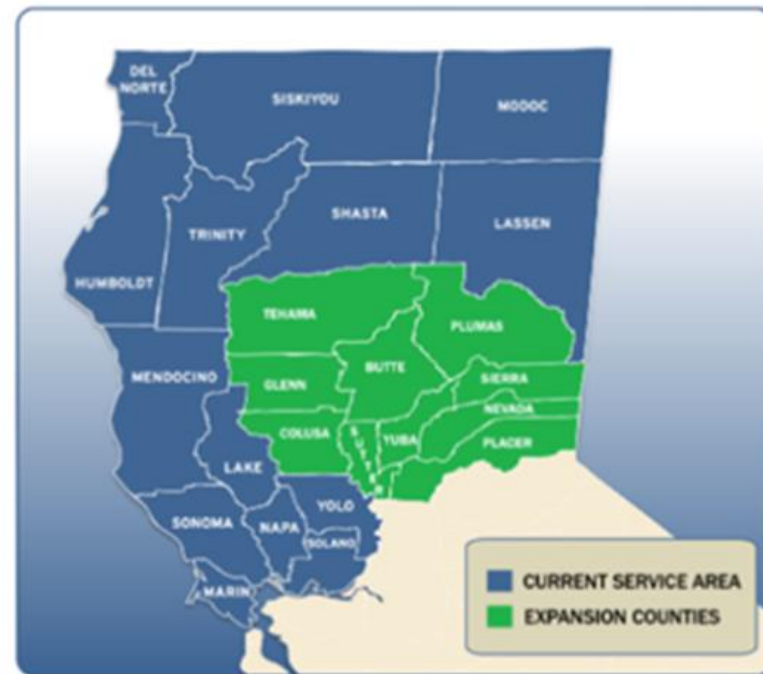 DEL
NORTE
SISKIYOU
MODOC
SHASTA
LASSEN
TRINITY
HUMBOLDT
TEHAMA
PLUMAS
MENDOCINO
BUTTE
GLENN
SIERRA
NEVADA
COLUSA
SUTTER
YUBA
PLACER
LAKE
YOLO
SONOMA
NAPA
SOLANO
MARIN
CURRENT SERVICE AREA
EXPANSION COUNTIES